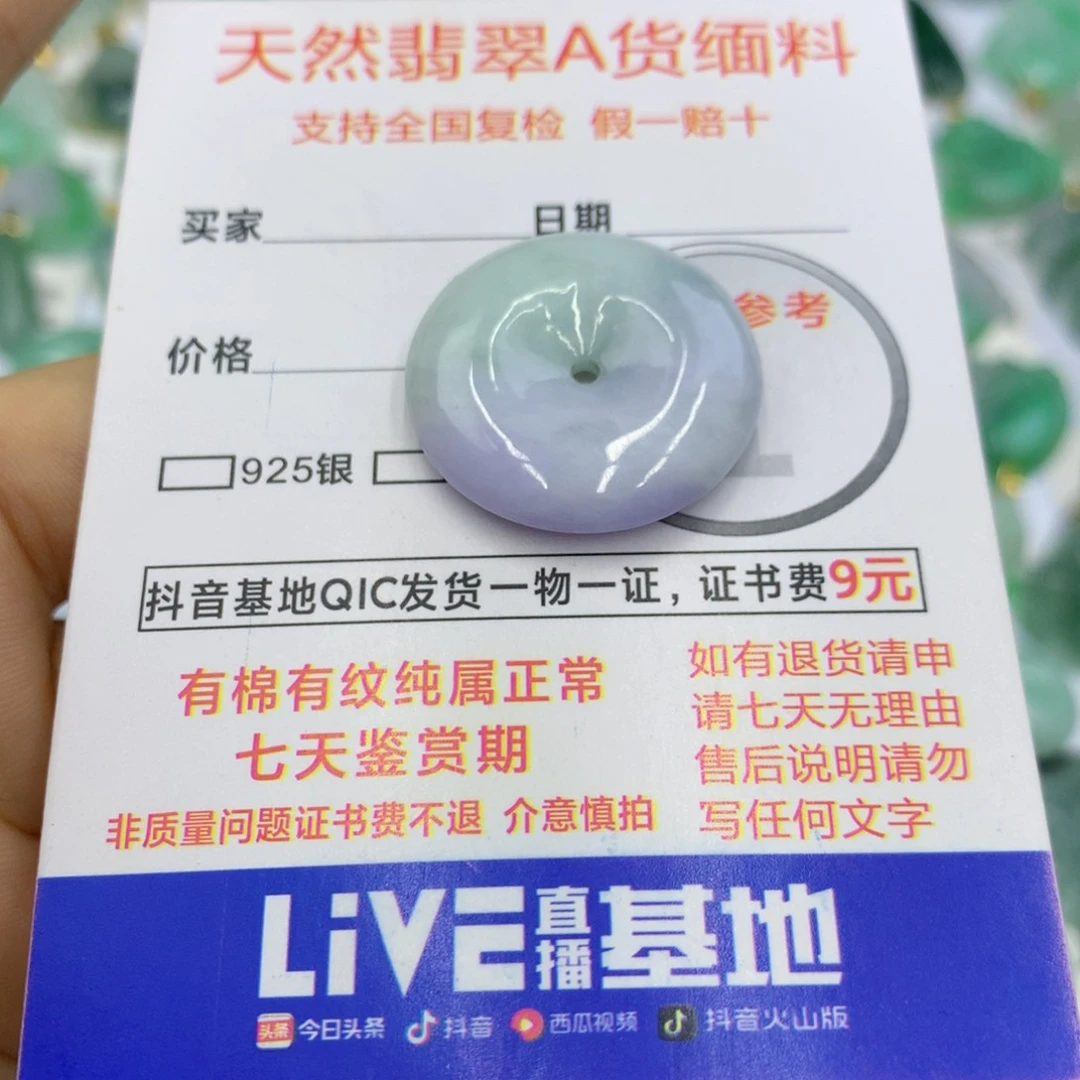 天然翡翠A货缅料
支持全国复检 假一赔十
买家 日期
参考
价格
925银
抖音基地QIC发货一物一证，证书费9元
有棉有纹纯属正常
七天鉴赏期
非质量问题证书费不退 介意慎拍
如有退货请申
请七天无理由
售后说明请勿
写任何文字
LiVE直播基地
头条 今日头条 抖音 西瓜视频 抖音火山版